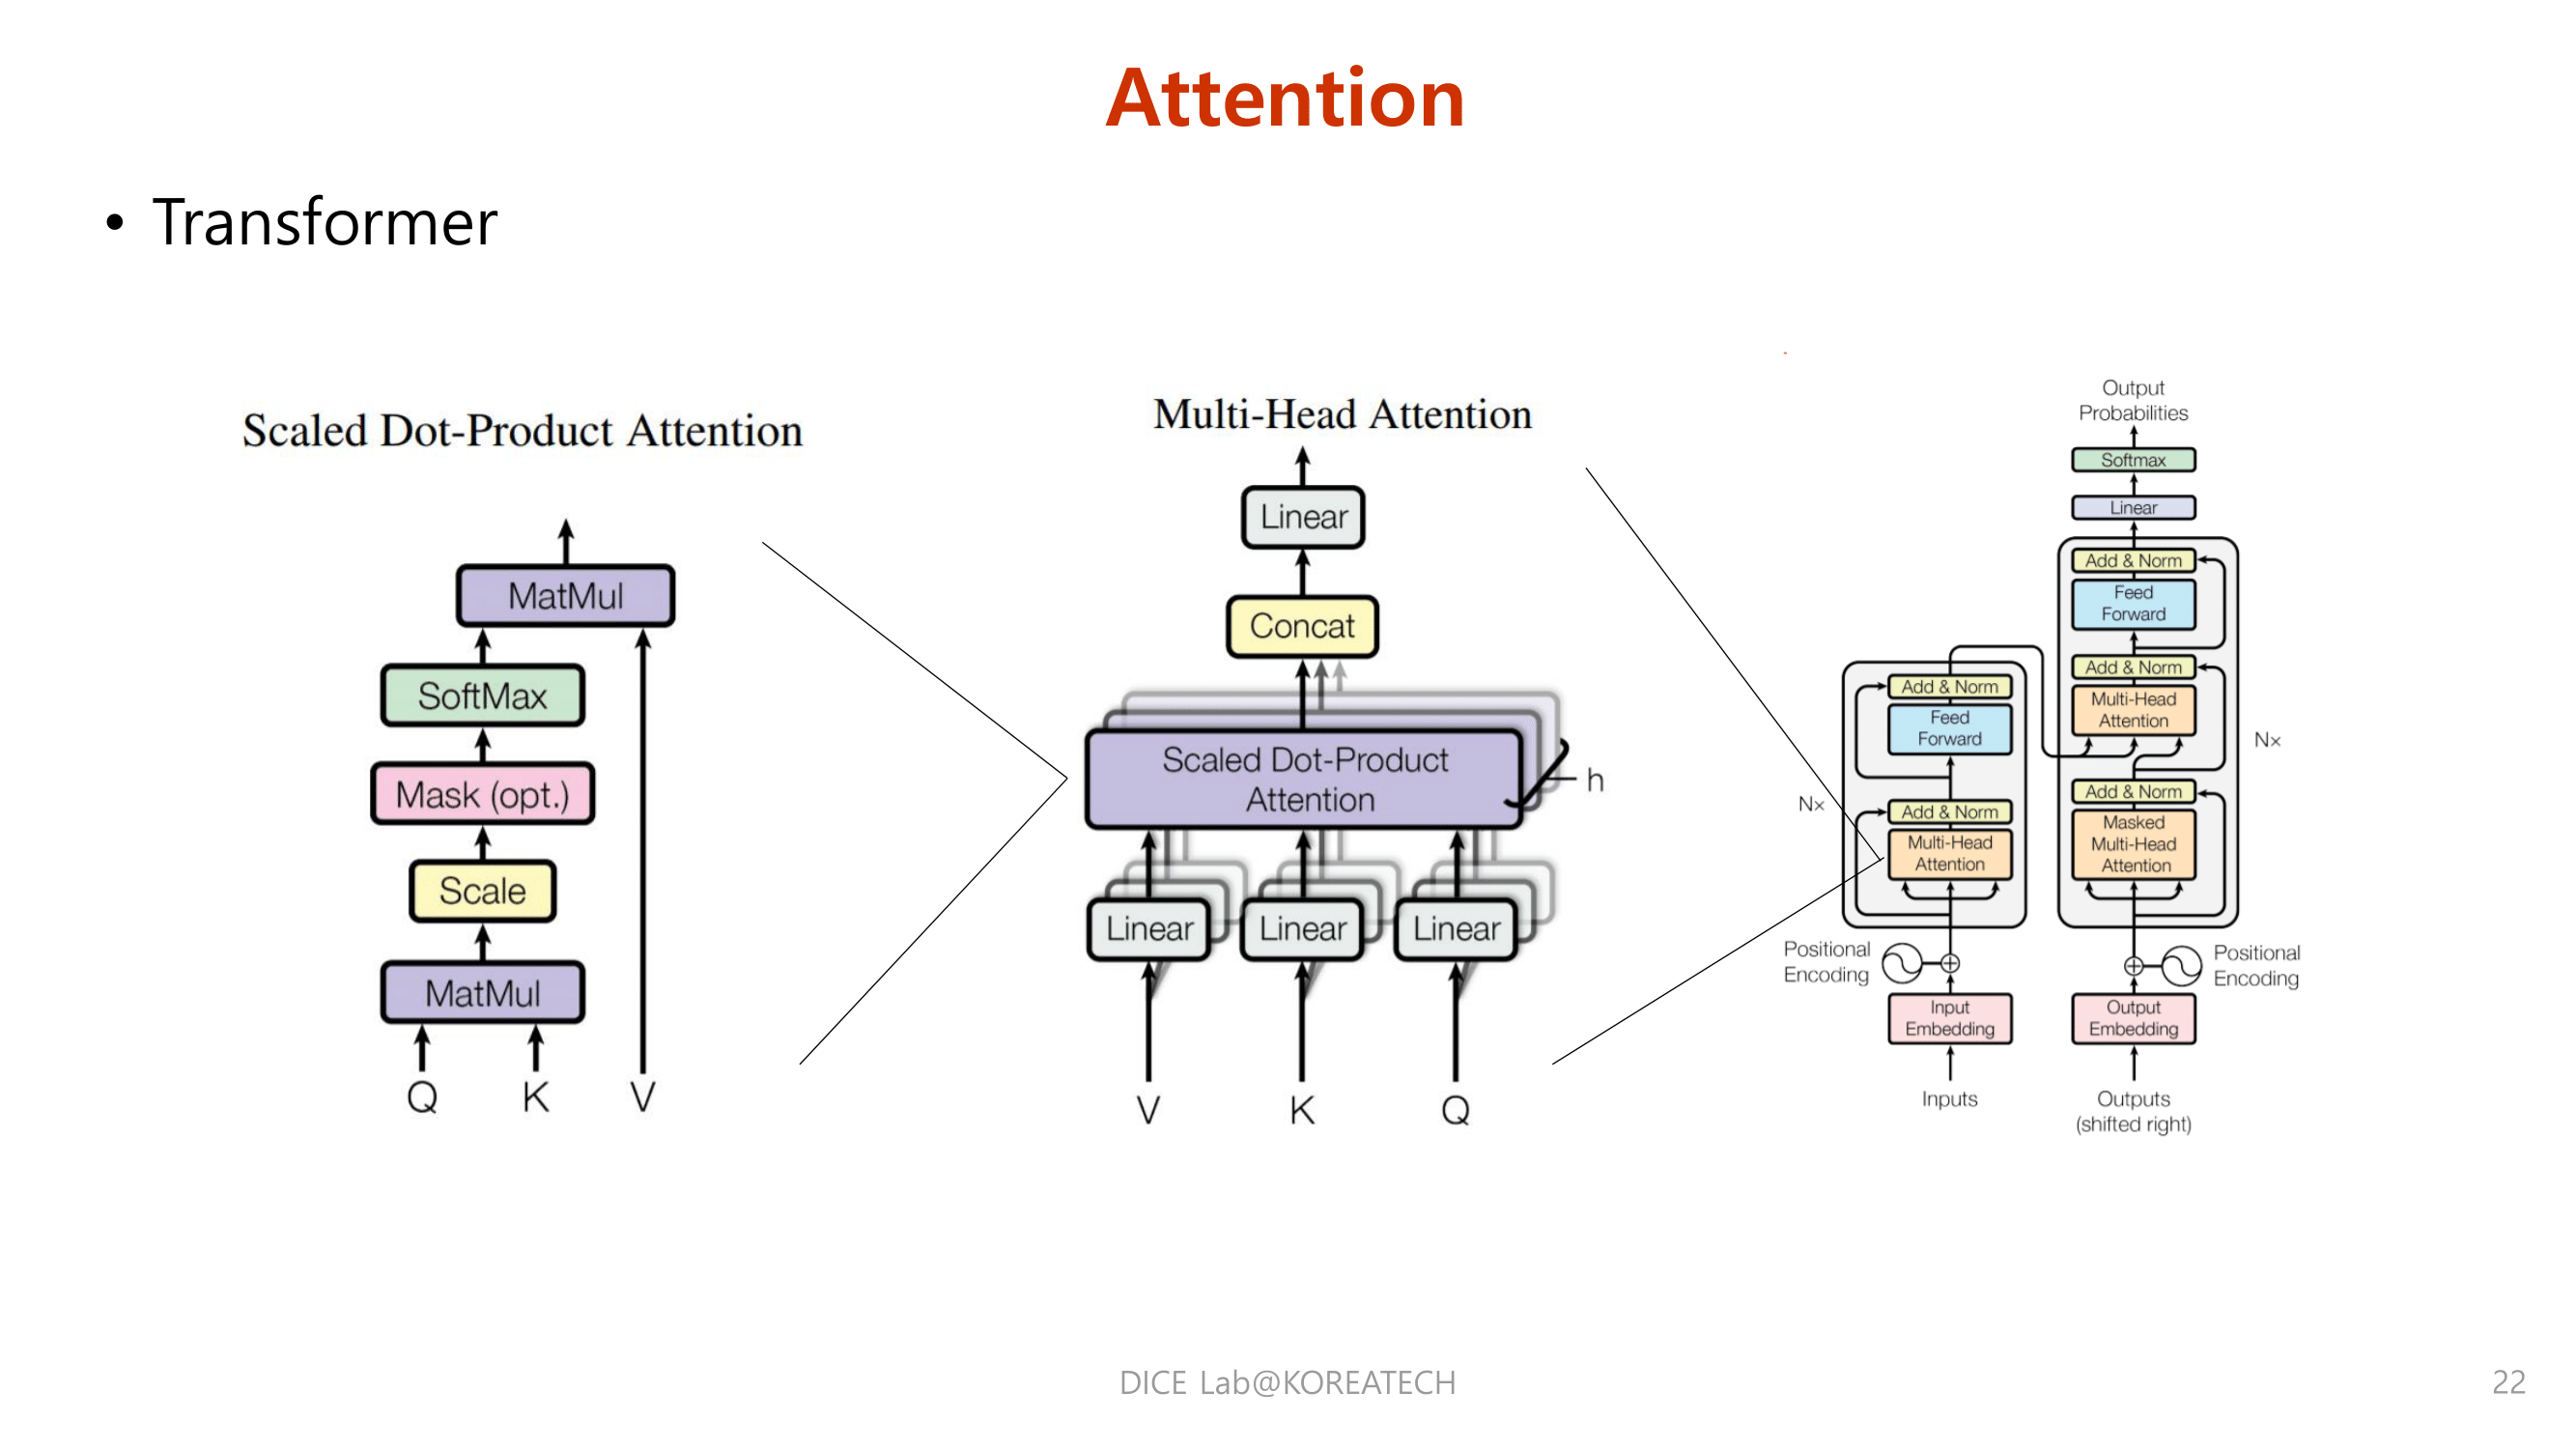 Attention
• Transformer
Scaled Dot-Product Attention
MatMul
SoftMax
Mask (opt.)
Scale
MatMul
Q K V
Multi-Head Attention
Linear
Concat
Scaled Dot-Product
Attention
h
Linear Linear Linear
V K Q
Output
Probabilities
Softmax
Linear
Add & Norm
Feed
Forward
Add & Norm
Multi-Head
Attention
Nx
Add & Norm
Masked
Multi-Head
Attention
Add & Norm
Feed
Forward
Nx
Add & Norm
Multi-Head
Attention
Positional
Encoding
Positional
Encoding
Input
Embedding
Output
Embedding
Inputs
Outputs
(shifted right)
DICE Lab@KOREATECH
22